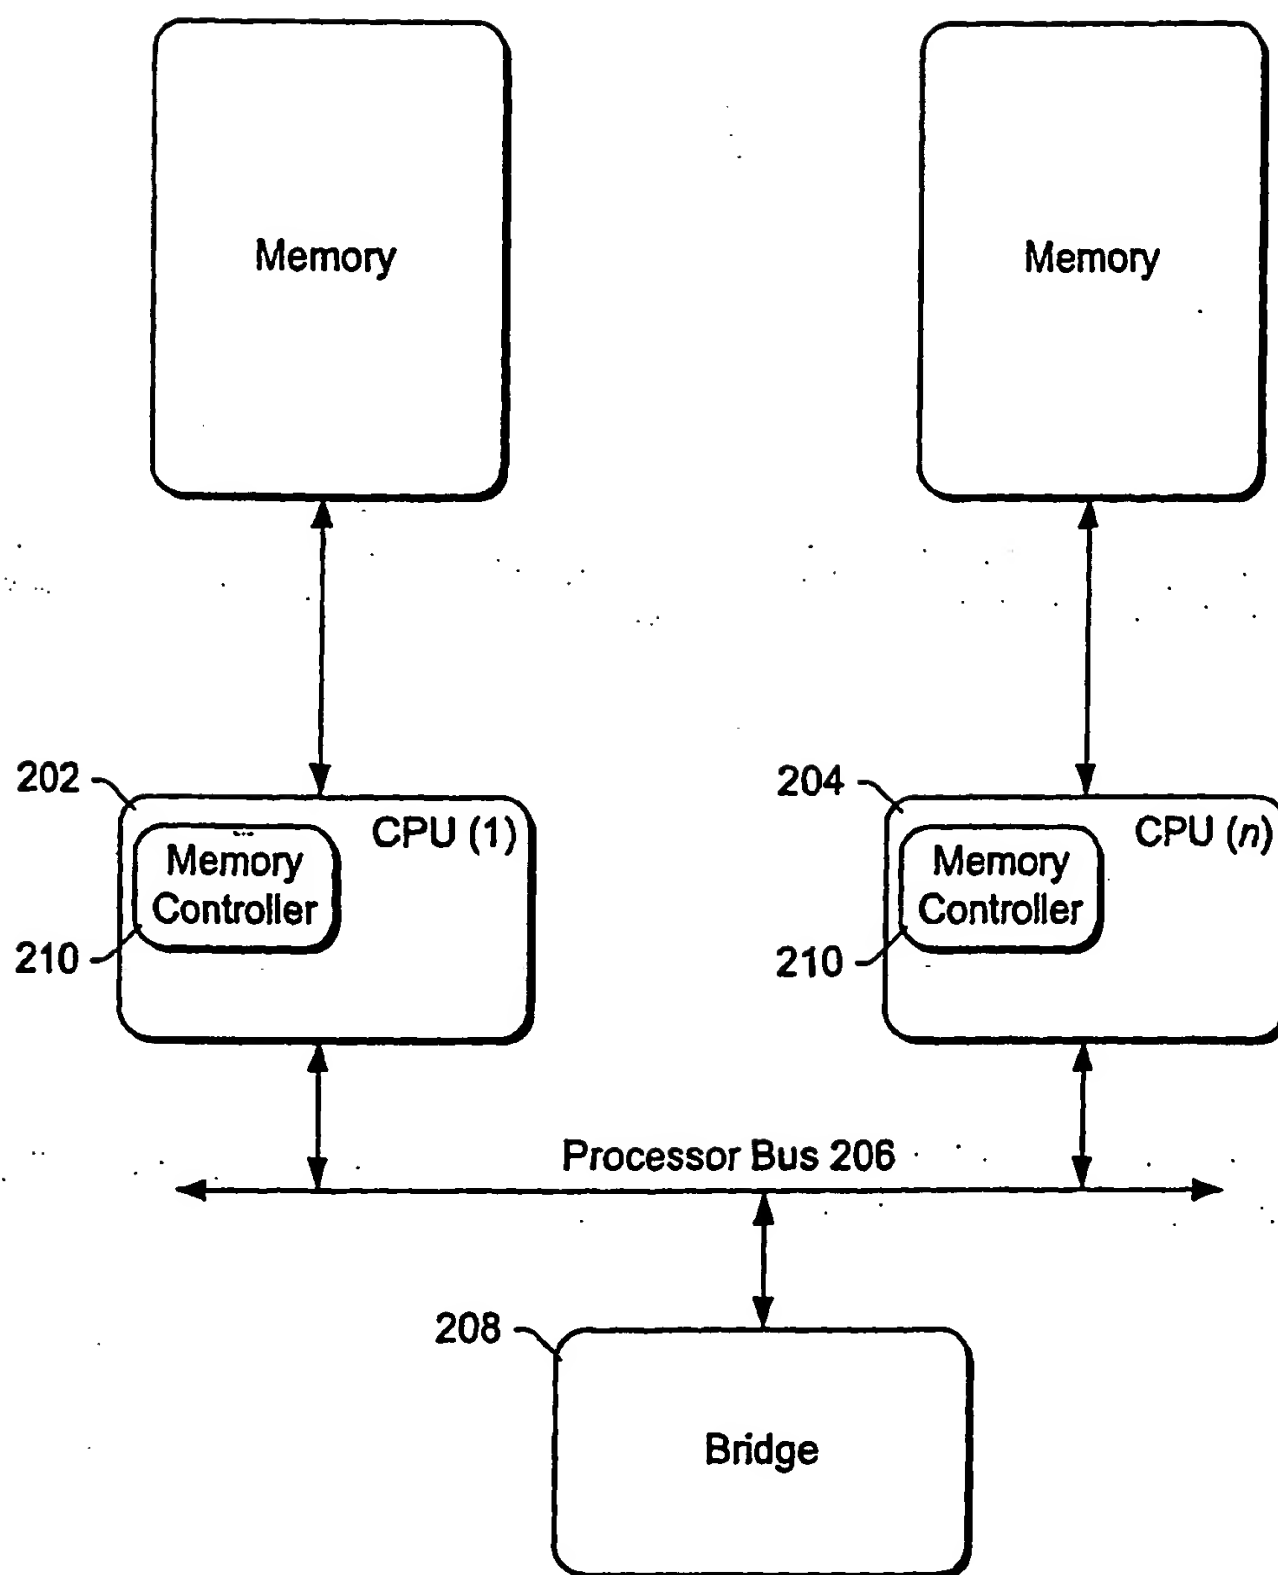 Memory
Memory
202
CPU (1)
Memory
Controller
210
204
CPU (n)
Memory
Controller
210
Processor Bus 206
208
Bridge